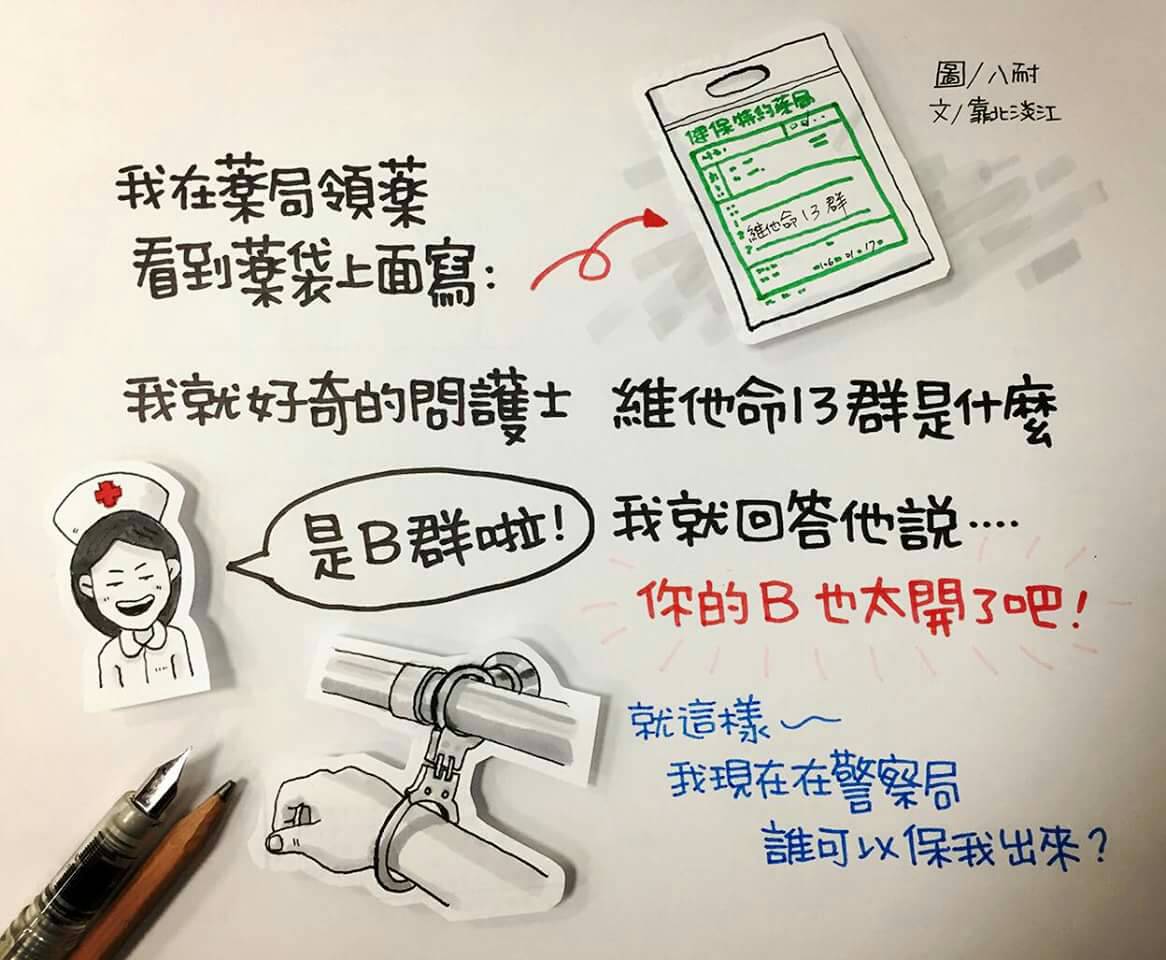 圖/八耐
文/靠北淡江
我在薬局領薬
看到薬袋上面寫:
健保特約薬局
維他命13群
我就好奇的問護士 維他命13群是什麼
是B群啦!
我就回答他說....
你的B也太開了吧!
就這樣~
我現在在警察局
誰可以保我出來?